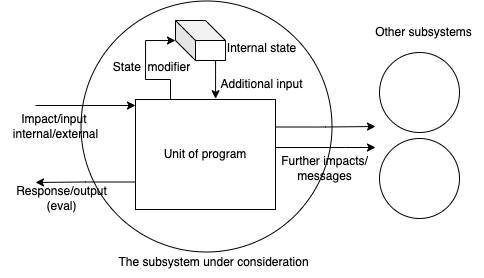 Other subsystems
Internal state
State modifier
Additional input
Impact/input
internal/external
Unit of program
Further impacts/
messages
Response/output
(eval)
The subsystem under consideration